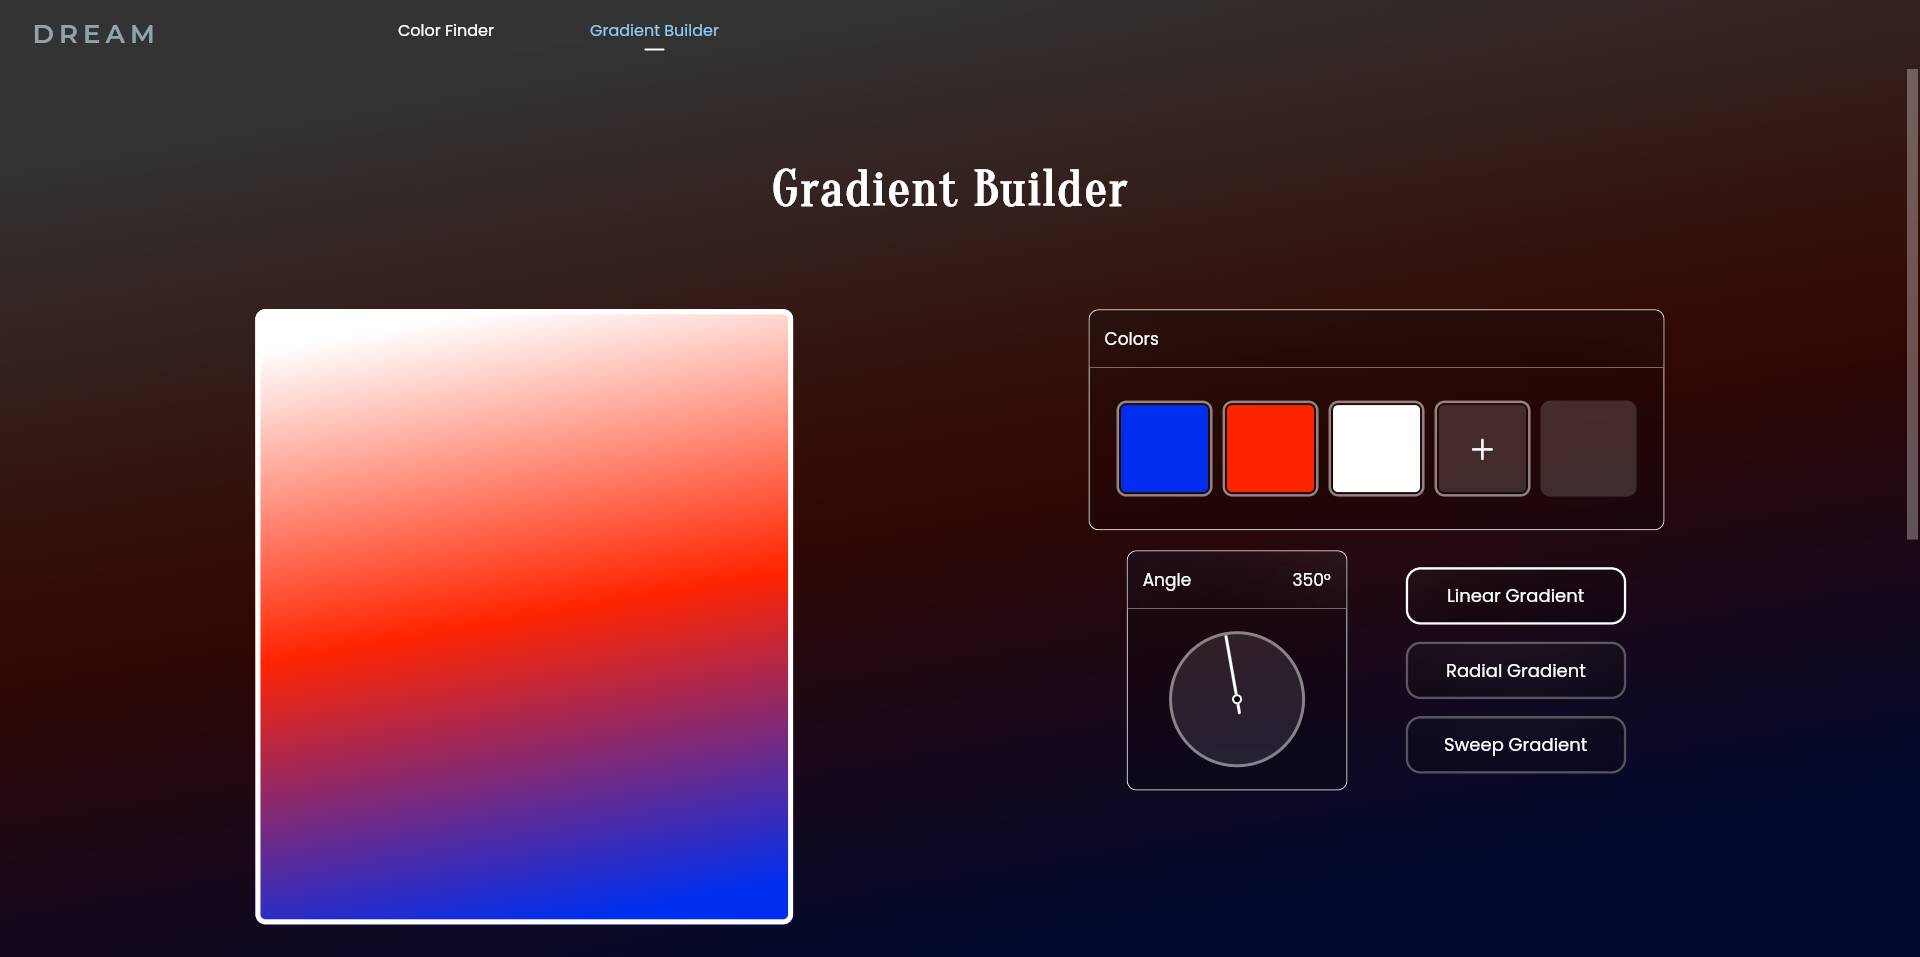 DREAM
Color Finder
Gradient Builder
Gradient Builder
Colors
Angle 350°
Linear Gradient
Radial Gradient
Sweep Gradient